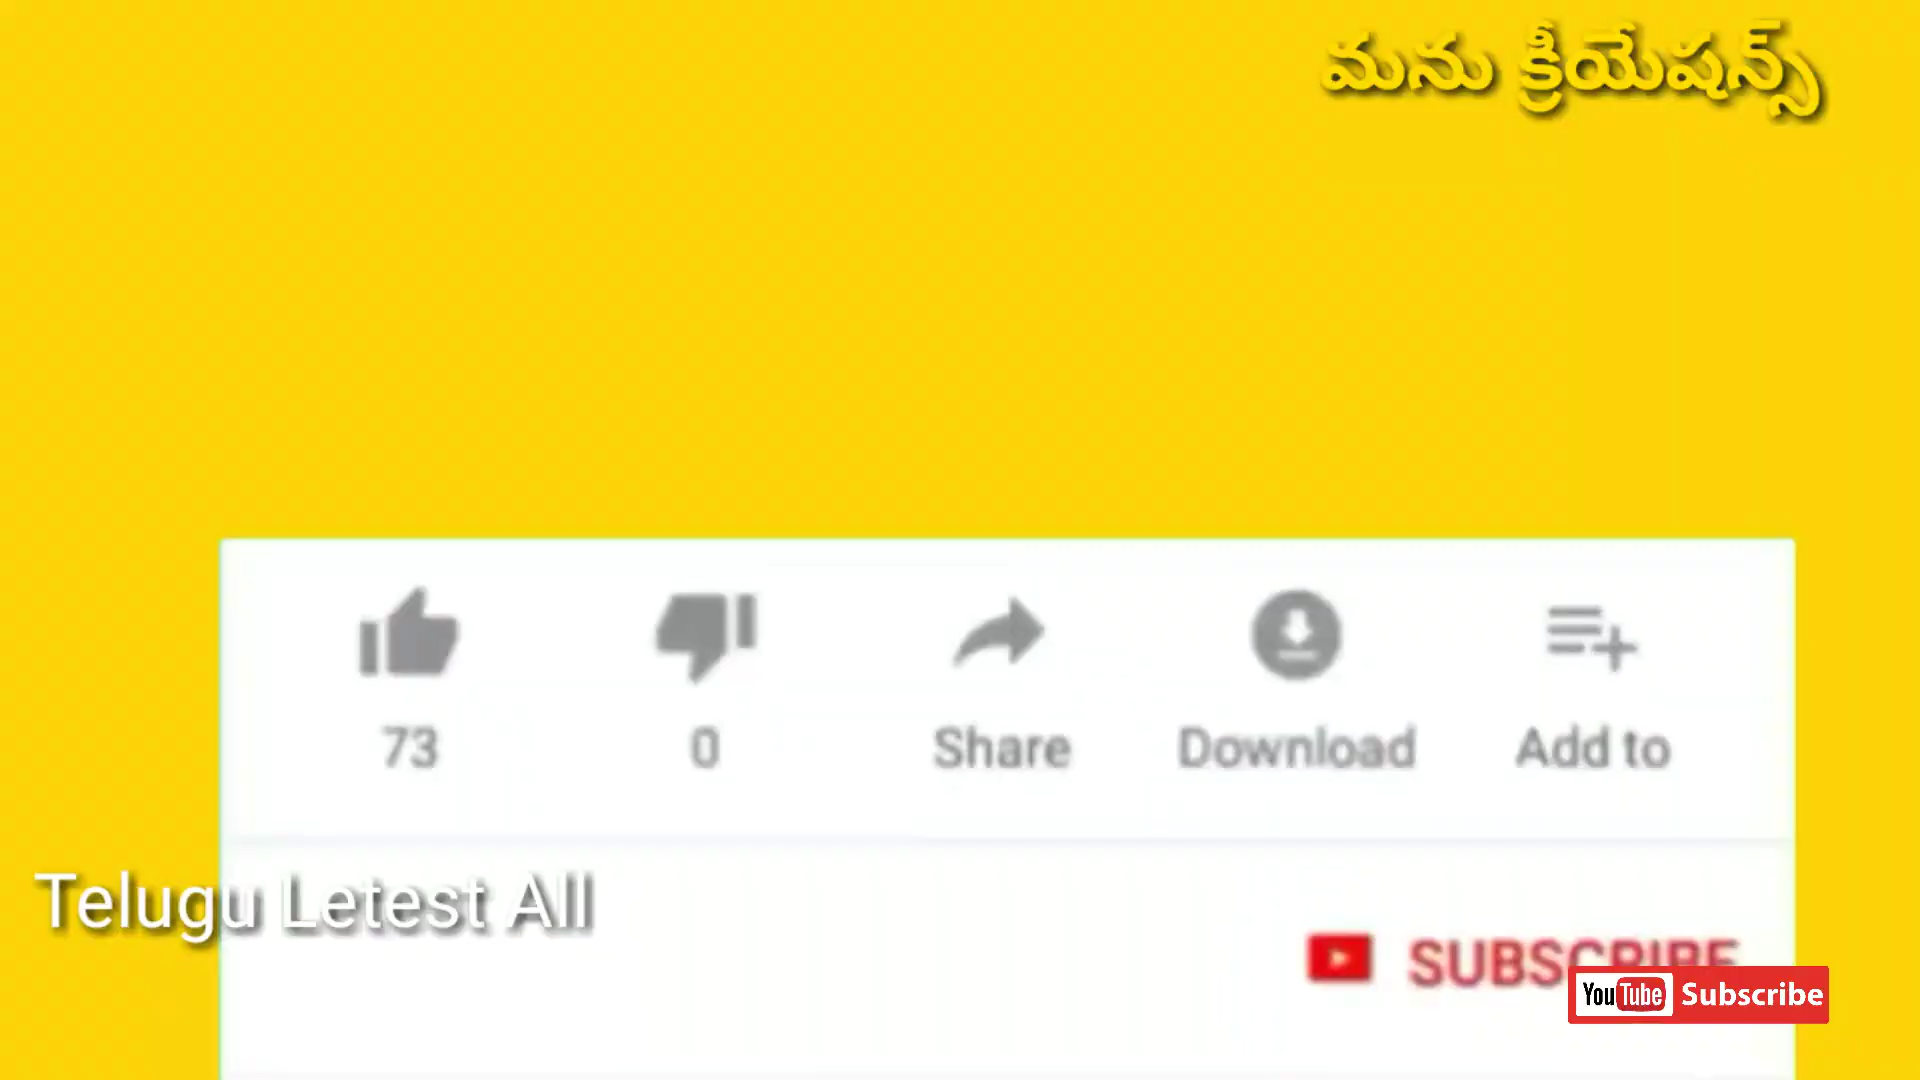 మను క్రీయేషన్స్
73
0
Share
Download
Add to
Telugu Letest All
SUBSCRIBE
YouTube Subscribe